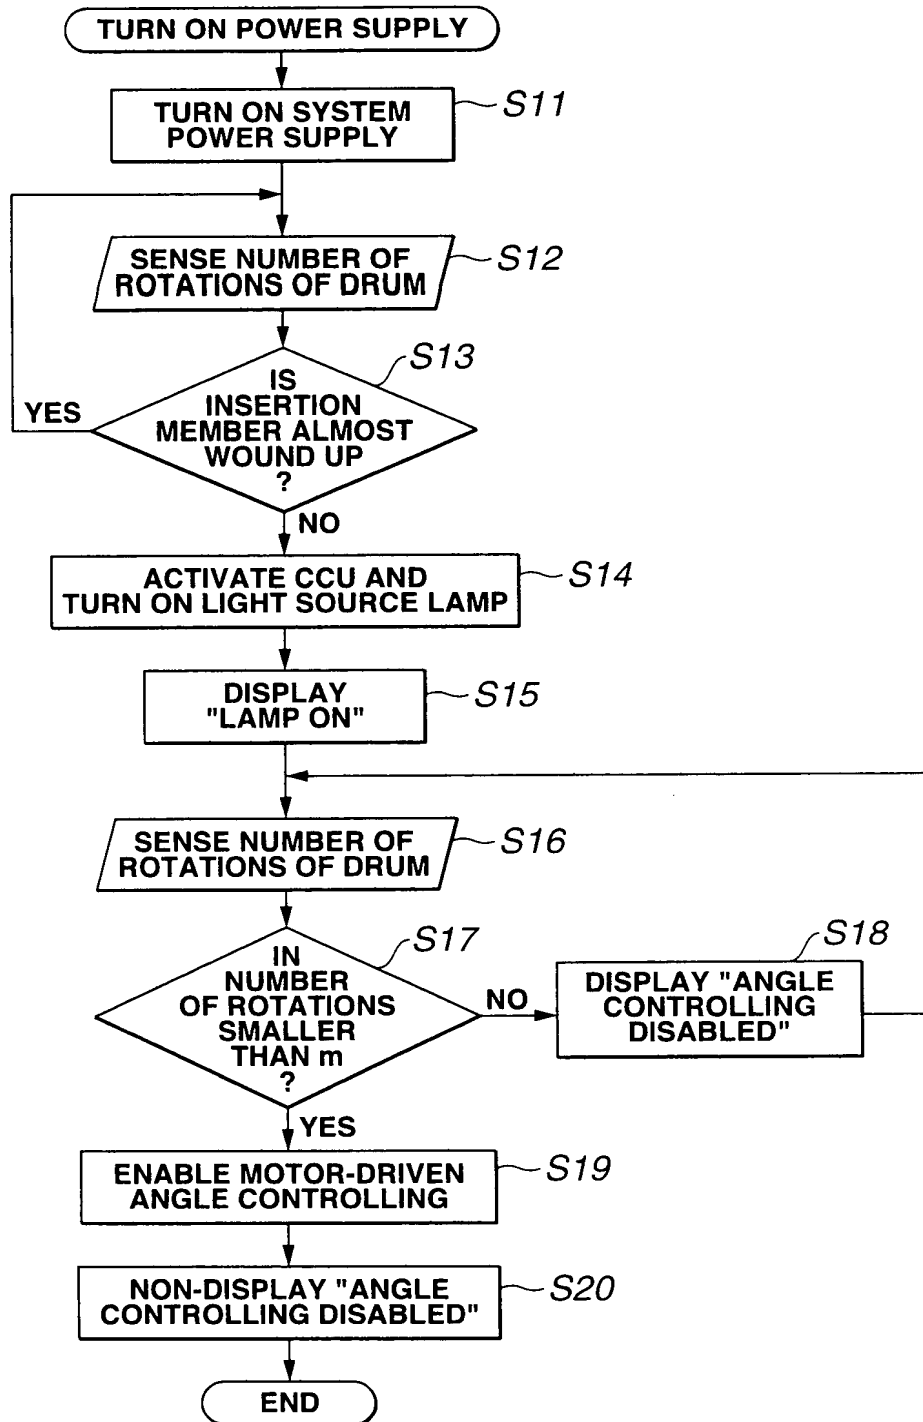 TURN ON POWER SUPPLY
TURN ON SYSTEM
POWER SUPPLY
S11
SENSE NUMBER OF
ROTATIONS OF DRUM
S12
S13
IS
INSERTION
MEMBER ALMOST
WOUND UP
?
YES
NO
ACTIVATE CCU AND
TURN ON LIGHT SOURCE LAMP
S14
DISPLAY
"LAMP ON"
S15
SENSE NUMBER OF
ROTATIONS OF DRUM
S16
S17
IN
NUMBER
OF ROTATIONS
SMALLER
THAN m
?
NO
S18
DISPLAY "ANGLE
CONTROLLING
DISABLED"
YES
ENABLE MOTOR-DRIVEN
ANGLE CONTROLLING
S19
NON-DISPLAY "ANGLE
CONTROLLING DISABLED"
S20
END